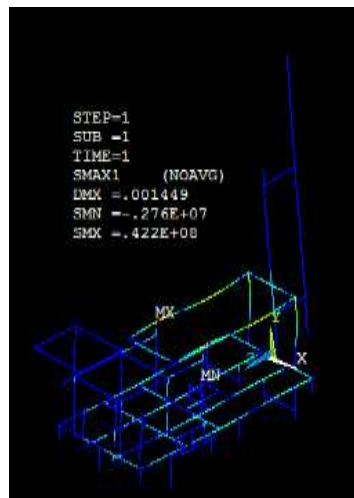 STEP=1
SUB =1
TIME=1
SMAX1 (NOAVG)
DMX =.001449
SMN =-.276E+07
SMX =.422E+08
MX
Y
Z X
MN